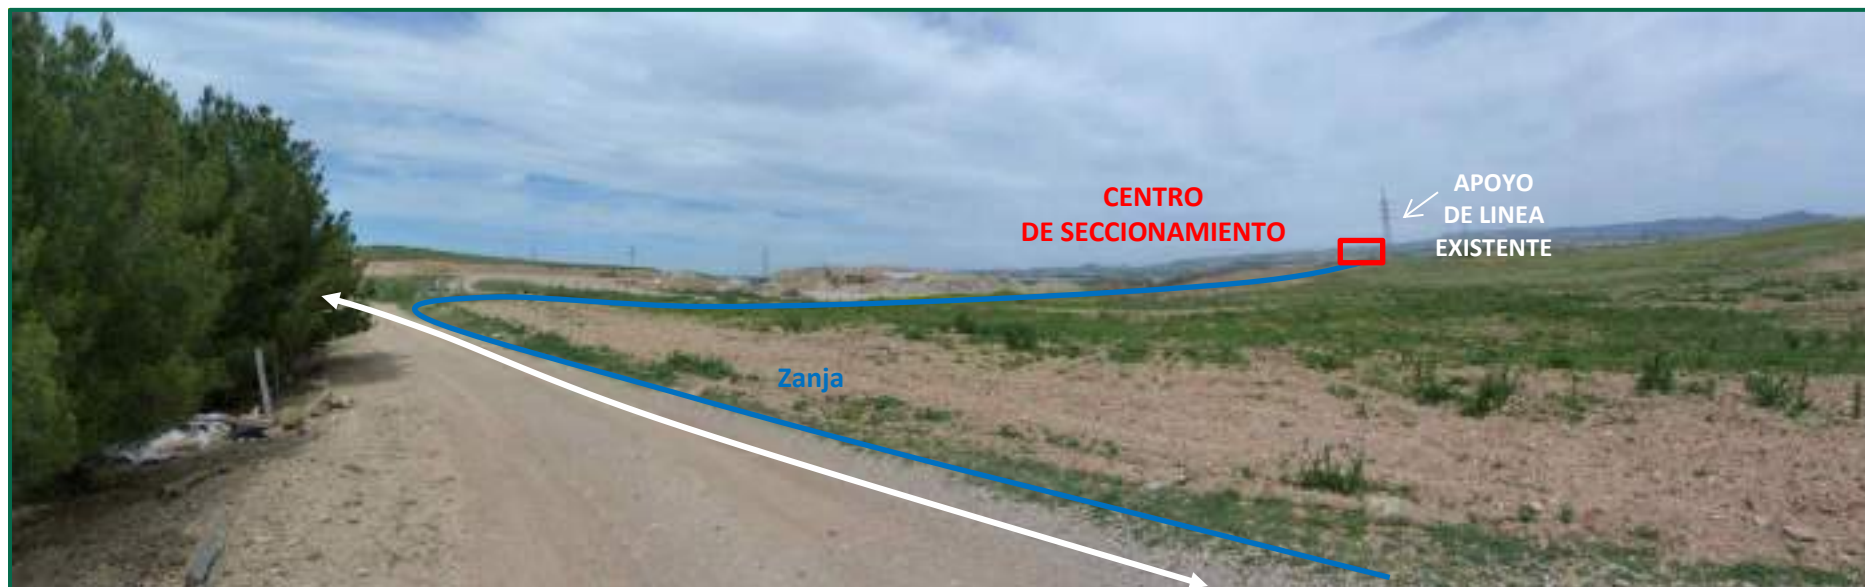 CENTRO
DE SECCIONAMIENTO
APOYO
DE LINEA
EXISTENTE
Zanja